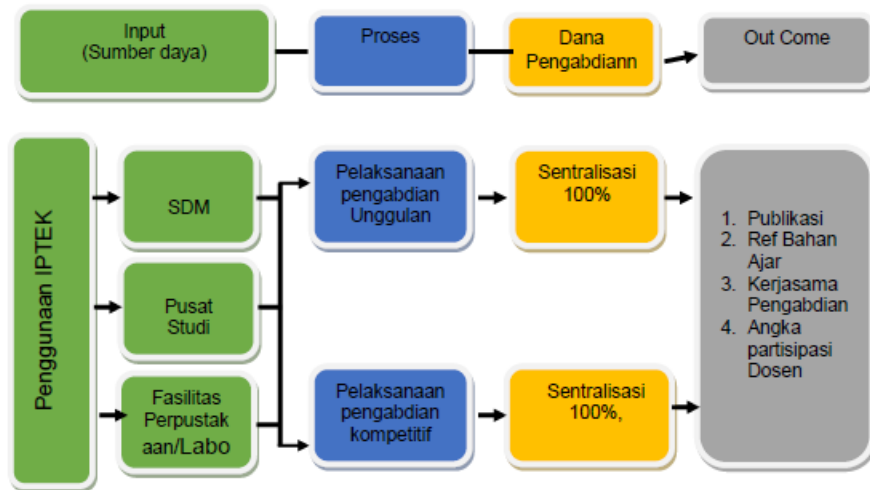 Input
(Sumber daya)
Proses
Dana
Pengabdiann
Out Come
Penggunaan IPTEK
SDM
Pusat
Studi
Fasilitas
Perpustak
aan/Labo
Pelaksanaan
pengabdian
Unggulan
Pelaksanaan
pengabdian
kompetitif
Sentralisasi
100%
Sentralisasi
100%,
1. Publikasi
2. Ref Bahan
Ajar
3. Kerjasama
Pengabdian
4. Angka
partisipasi
Dosen